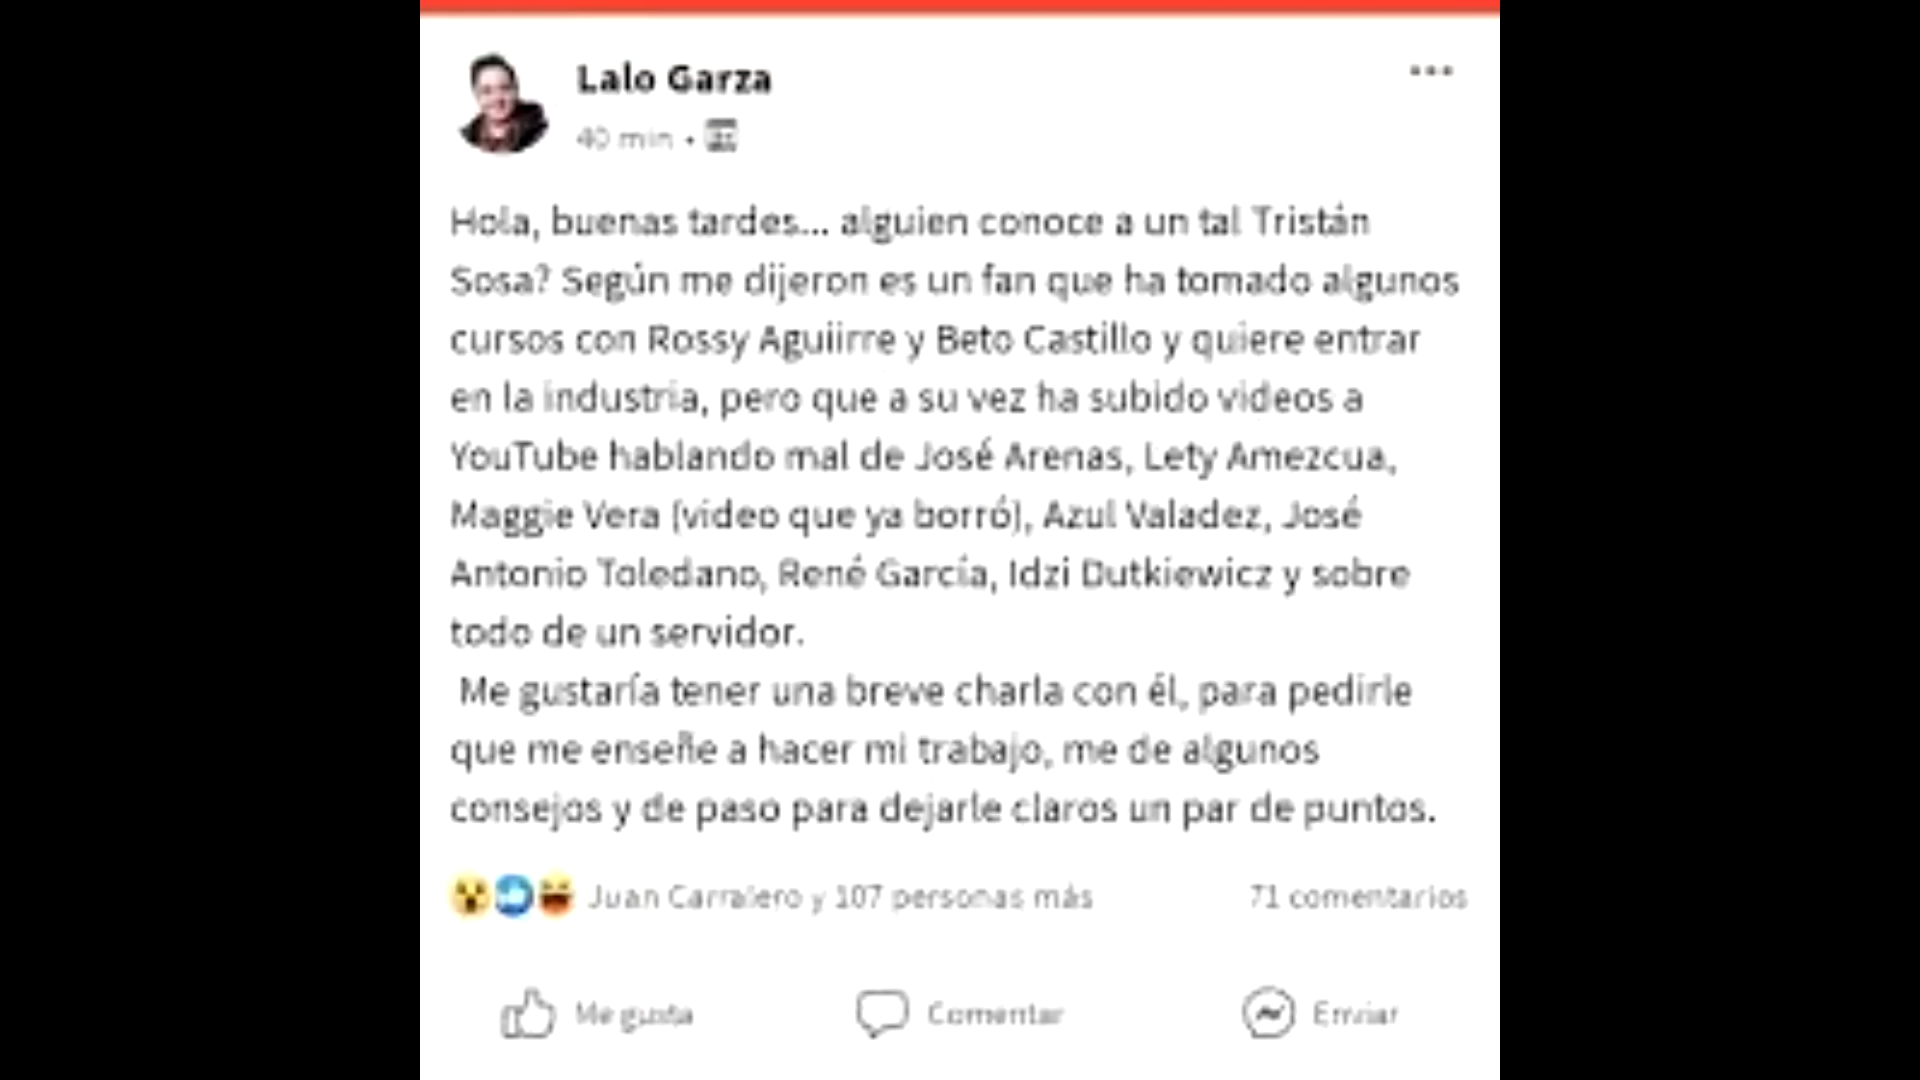 Lalo Garza
40 min •
Hola, buenas tardes... alguien conoce a un tal Tristán
Sosa? Según me dijeron es un fan que ha tomado algunos
cursos con Rossy Aguiirre y Beto Castillo y quiere entrar
en la industria, pero que a su vez ha subido videos a
YouTube hablando mal de José Arenas, Lety Amezcua,
Maggie Vera (video que ya borró), Azul Valadez, José
Antonio Toledano, René García, Idzi Dutkiewicz y sobre
todo de un servidor.
Me gustaría tener una breve charla con él, para pedirle
que me enseñe a hacer mi trabajo, me de algunos
consejos y de paso para dejarle claros un par de puntos.
Juan Carralero y 107 personas más 71 comentarios
Me gusta Comentar Enviar